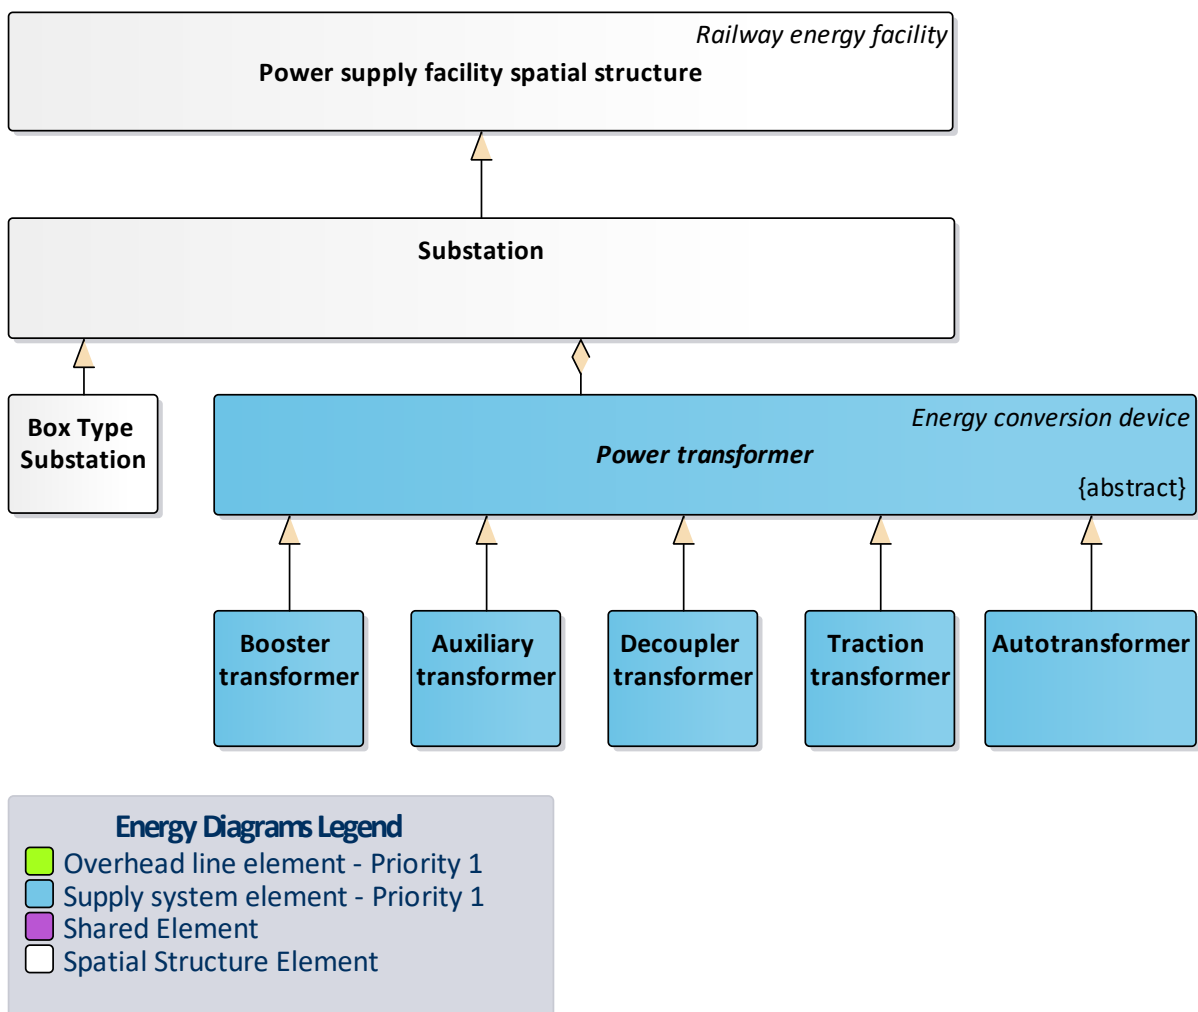 Railway energy facility
Power supply facility spatial structure
Substation
Box Type
Substation
Energy conversion device
Power transformer
{abstract}
Booster
transformer
Auxiliary
transformer
Decoupler
transformer
Traction
transformer
Autotransformer
Energy Diagrams Legend
Overhead line element - Priority 1
Supply system element - Priority 1
Shared Element
Spatial Structure Element